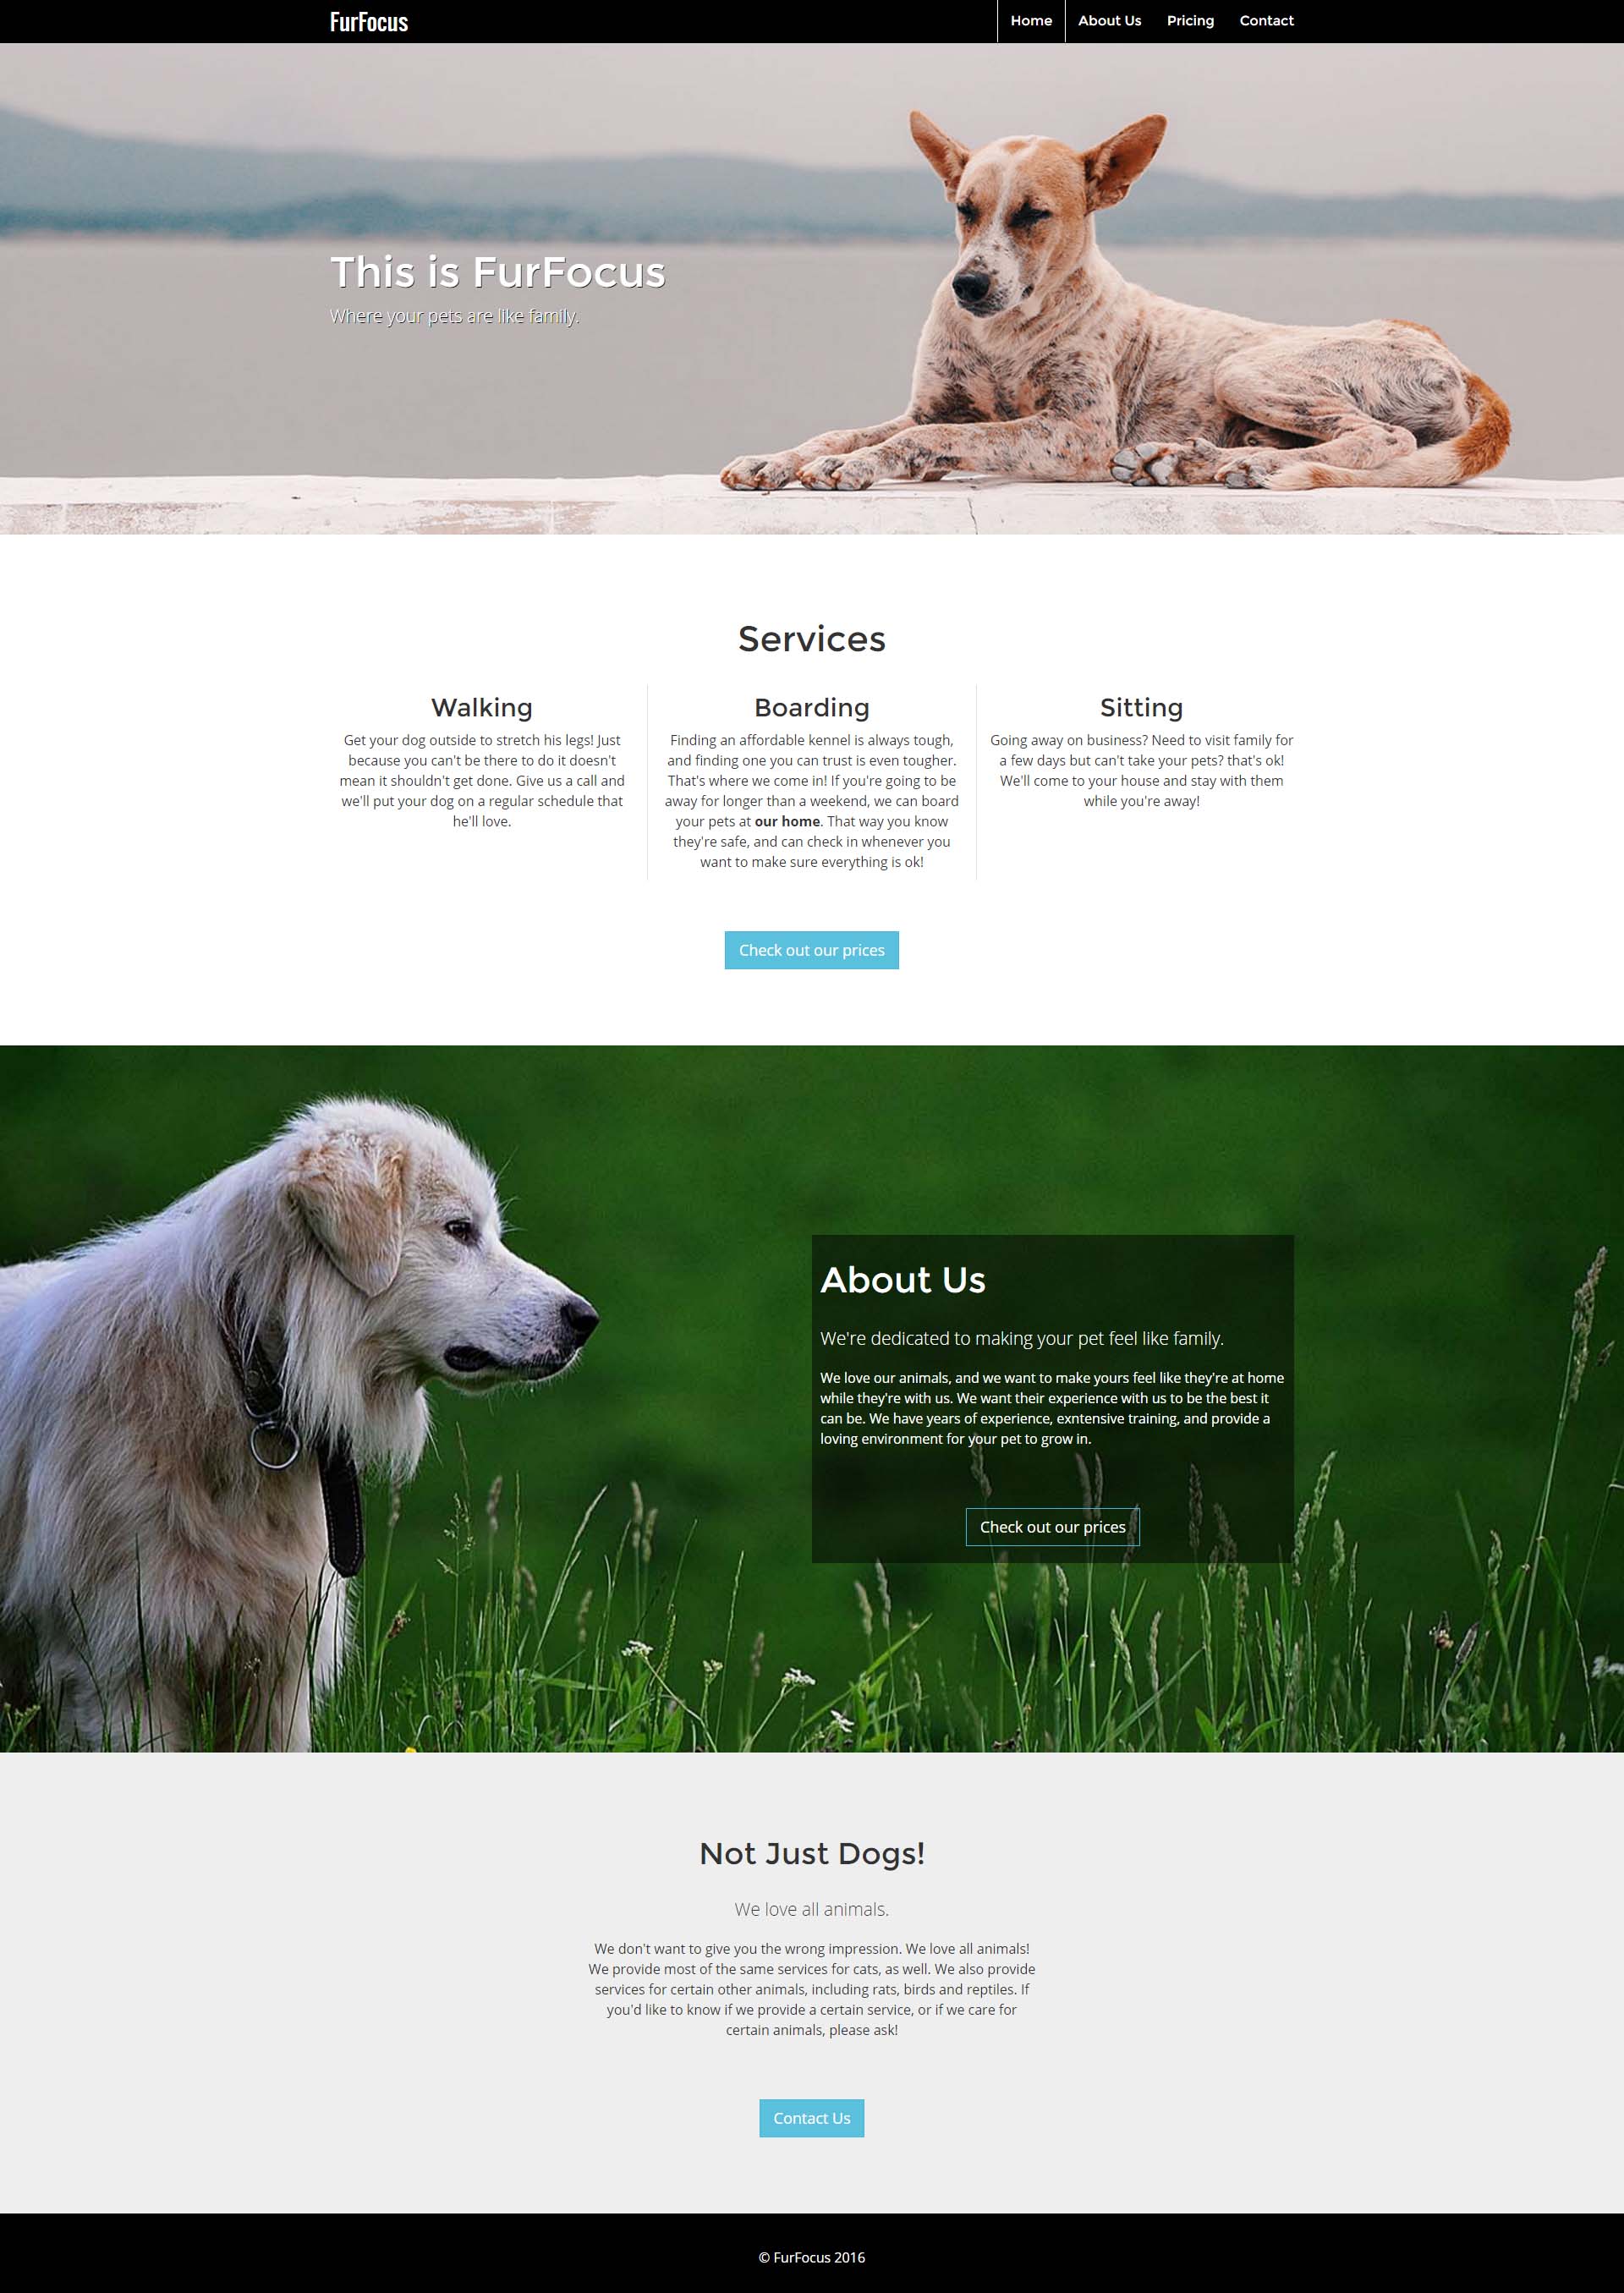 FurFocus
Home
About Us
Pricing
Contact
This is FurFocus
Where your pets are like family.
Services
Walking
Get your dog outside to stretch his legs! Just
because you can't be there to do it doesn't
mean it shouldn't get done. Give us a call and
we'll put your dog on a regular schedule that
he'll love.
Boarding
Finding an affordable kennel is always tough,
and finding one you can trust is even tougher.
That's where we come in! If you're going to be
away for longer than a weekend, we can board
your pets at our home. That way you know
they're safe, and can check in whenever you
want to make sure everything is ok!
Sitting
Going away on business? Need to visit family for
a few days but can't take your pets? that's ok!
We'll come to your house and stay with them
while you're away!
Check out our prices
About Us
We're dedicated to making your pet feel like family.
We love our animals, and we want to make yours feel like they're at home
while they're with us. We want their experience with us to be the best it
can be. We have years of experience, exntensive training, and provide a
loving environment for your pet to grow in.
Check out our prices
Not Just Dogs!
We love all animals.
We don't want to give you the wrong impression. We love all animals!
We provide most of the same services for cats, as well. We also provide
services for certain other animals, including rats, birds and reptiles. If
you'd like to know if we provide a certain service, or if we care for
certain animals, please ask!
Contact Us
© FurFocus 2016